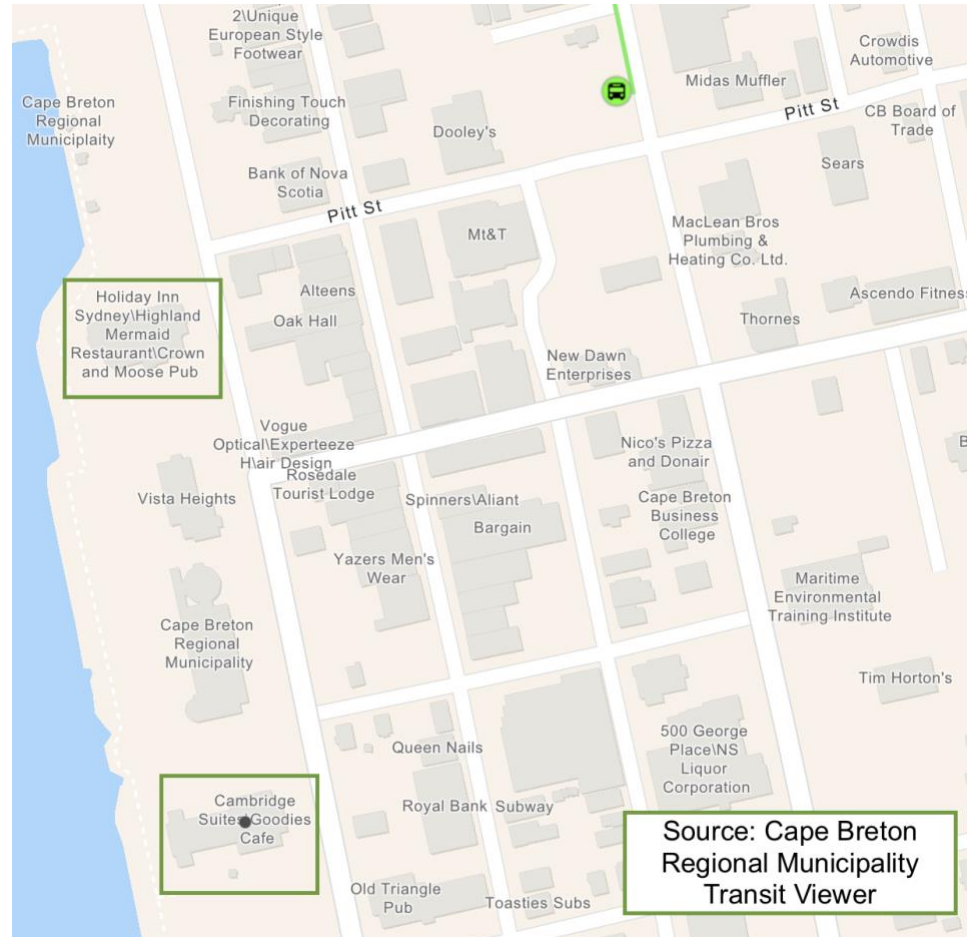 2\Unique
European Style
Footwear
Crowdis
Automotive
Midas Muffler
Cape Breton
Regional
Municiplaity
Finishing Touch
Decorating
Dooley's
Pitt St
CB Board of
Trade
Sears
Bank of Nova
Scotia
Pitt St
Mt&T
MacLean Bros
Plumbing &
Heating Co. Ltd.
Holiday Inn
Sydney\Highland
Mermaid
Restaurant\Crown
and Moose Pub
Alteens
Oak Hall
Ascendo Fitness
Thornes
New Dawn
Enterprises
Vogue
Optical\Experteeze
H\air Design
Rosedale
Tourist Lodge
Nico's Pizza
and Donair
B
Vista Heights
Spinners\Aliant
Bargain
Cape Breton
Business
College
Yazers Men's
Wear
Maritime
Environmental
Training Institute
Cape Breton
Regional
Municipality
Tim Horton's
Queen Nails
500 George
Place\NS
Liquor
Corporation
Cambridge
Suites\Goodies
Cafe
Royal Bank
Subway
Source: Cape Breton
Regional Municipality
Transit Viewer
Old Triangle
Pub
Toasties Subs